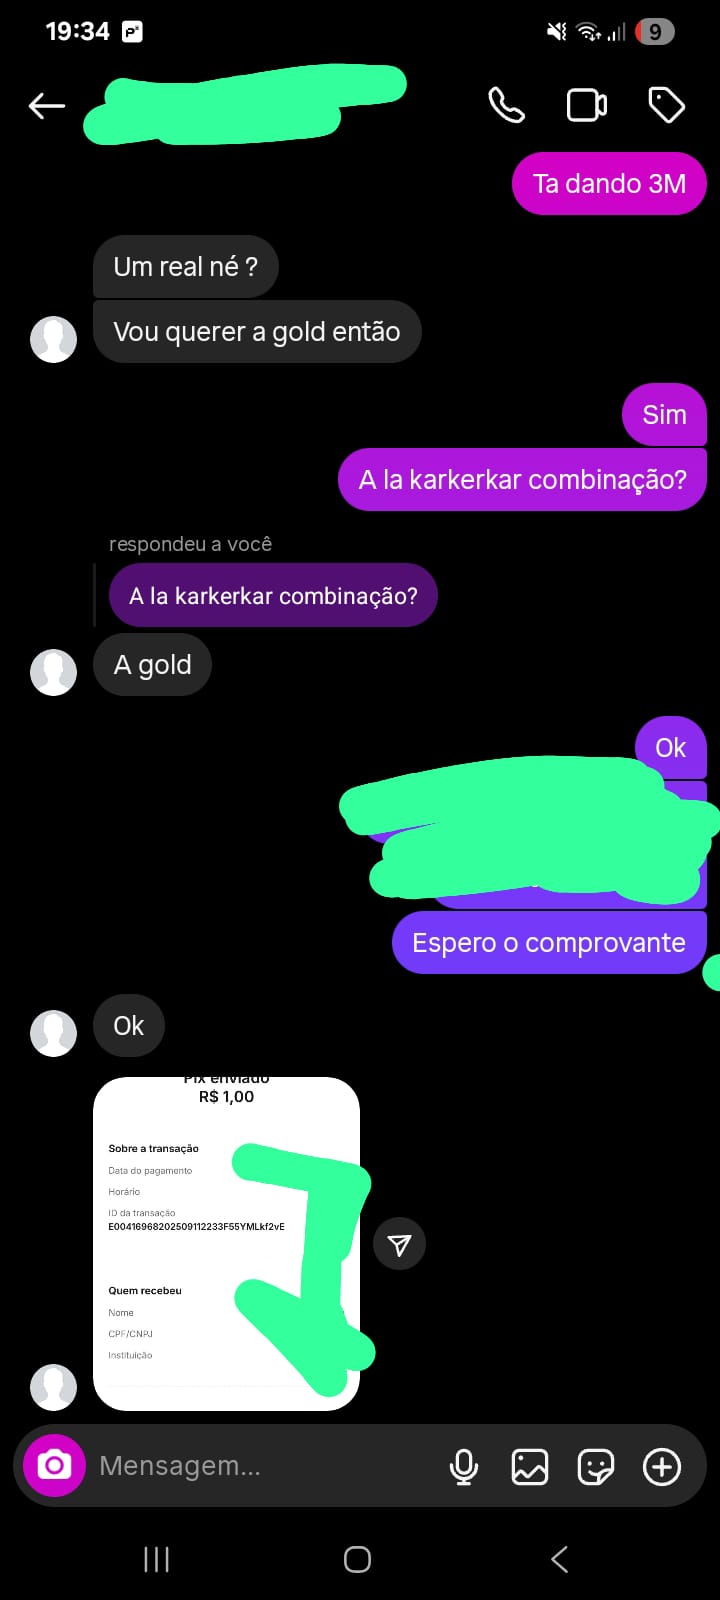 19:34
9
Ta dando 3M
Um real né ?
Vou querer a gold então
Sim
A la karkerkar combinação?
respondeu a você
A la karkerkar combinação?
A gold
Ok
Espero o comprovante
Ok
Pix enviado
R$ 1,00
Sobre a transação
Data do pagamento
Horário
ID da transação
E00416968202509112233F55YMLkf2vE
Quem recebeu
Nome
CPF/CNPJ
Instituição
Mensagem...